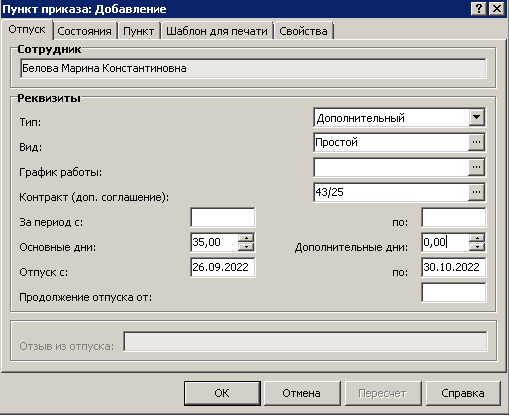 Пункт приказа: Добавление
Отпуск Состояния Пункт Шаблон для печати Свойства
Сотрудник
Белова Марина Константиновна
Реквизиты
Тип: Дополнительный
Вид: Простой
График работы:
Контракт (доп. соглашение): 43/25
За период с: по:
Основные дни: 35,00 Дополнительные дни: 0,00
Отпуск с: 26.09.2022 по: 30.10.2022
Продолжение отпуска от:
Отзыв из отпуска:
ОК Отмена Пересчет Справка